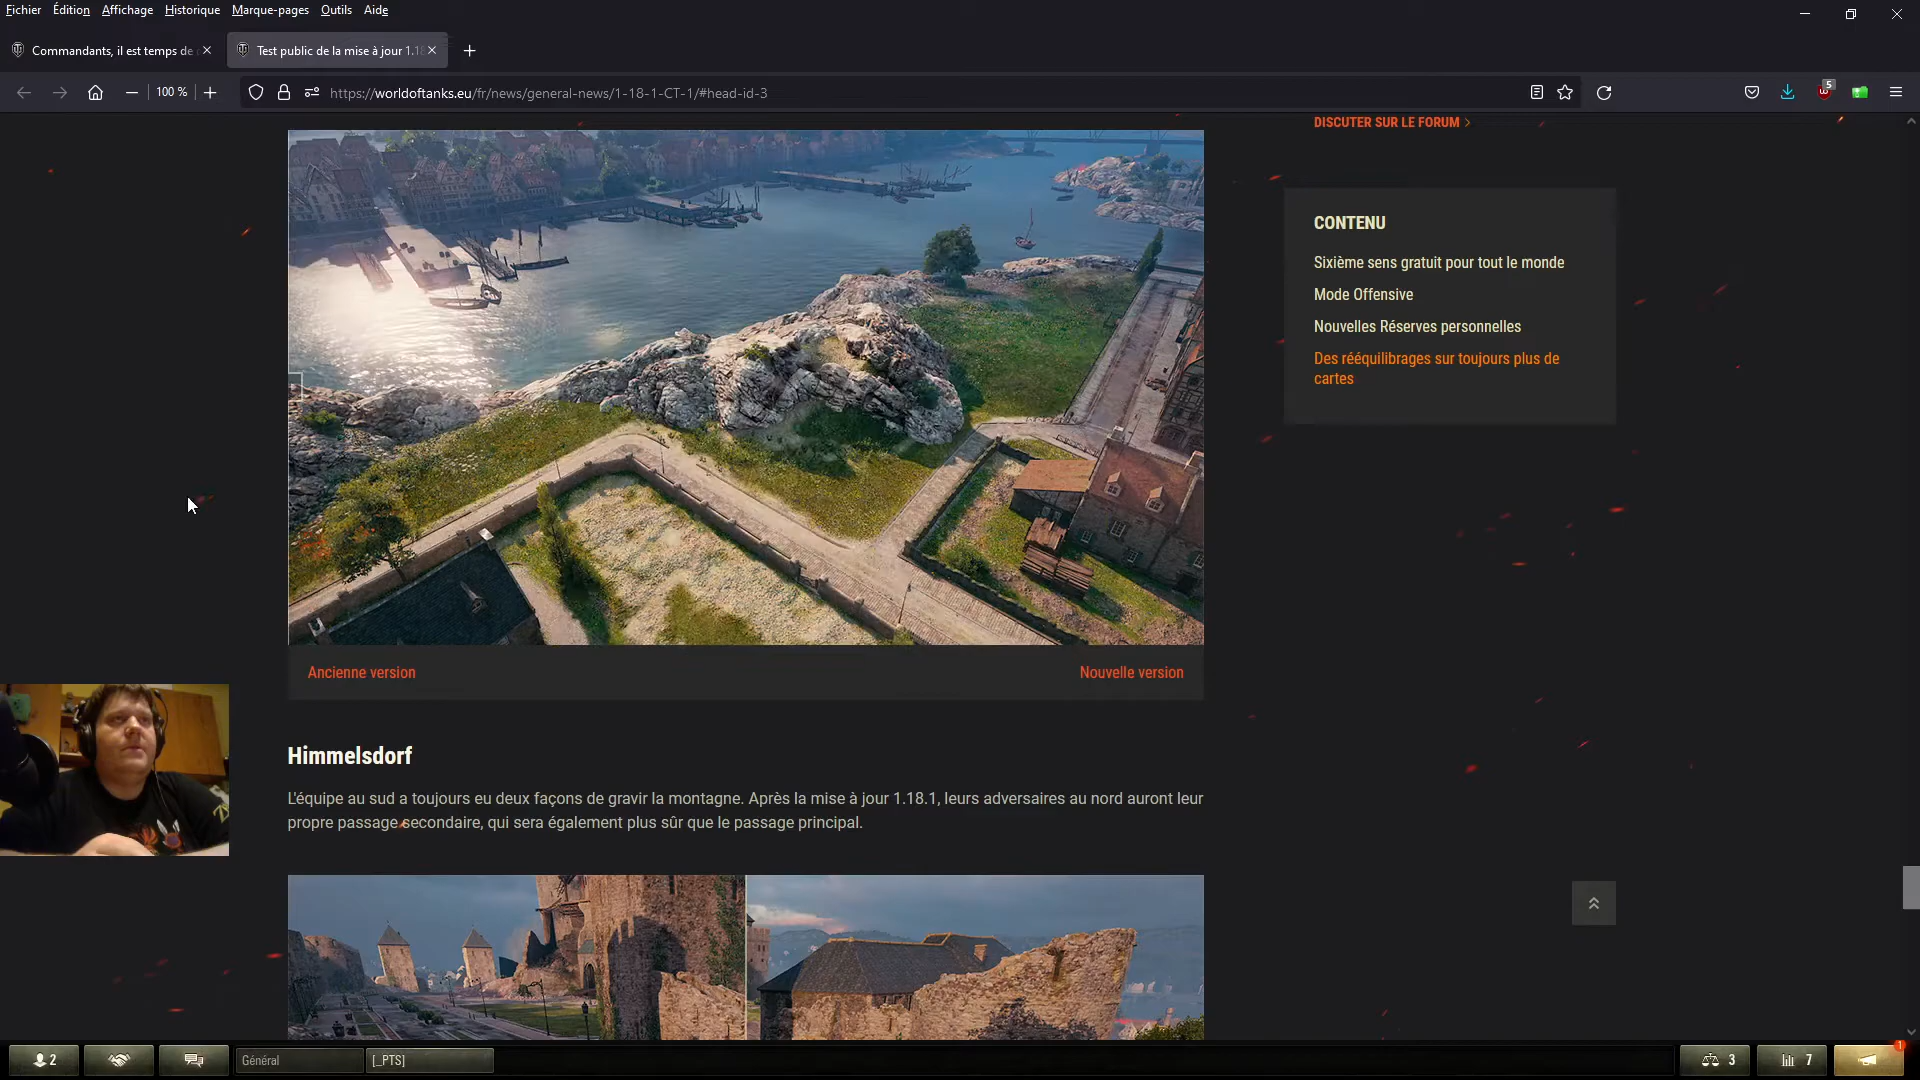 Fichier Édition Affichage Historique Marque-pages Outils Aide
Commandants, il est temps de
Test public de la mise à jour 1.18
100 %
https://worldoftanks.eu/fr/news/general-news/1-18-1-CT-1/#head-id-3
5
DISCUTER SUR LE FORUM
CONTENU
Sixième sens gratuit pour tout le monde
Mode Offensive
Nouvelles Réserves personnelles
Des rééquilibrages sur toujours plus de
cartes
Ancienne version
Nouvelle version
Himmelsdorf
L'équipe au sud a toujours eu deux façons de gravir la montagne. Après la mise à jour 1.18.1, leurs adversaires au nord auront leur
propre passage secondaire, qui sera également plus sûr que le passage principal.
2
Général
[_PTS]
3
7
1